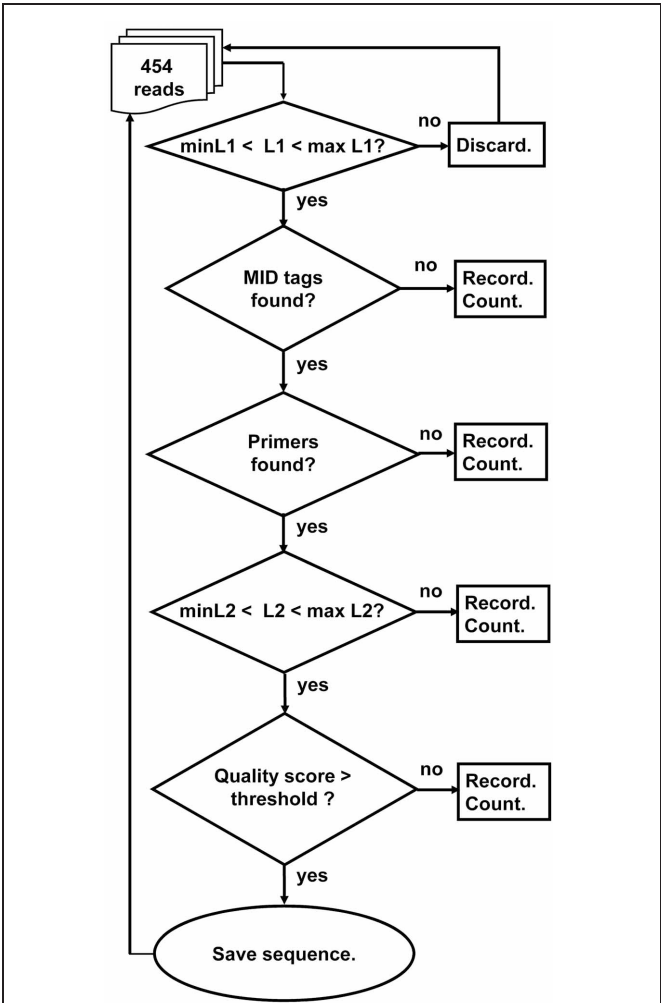 454
reads
minL1 < L1 < max L1?
no
Discard.
yes
MID tags
found?
no
Record.
Count.
yes
Primers
found?
no
Record.
Count.
yes
minL2 < L2 < max L2?
no
Record.
Count.
yes
Quality score >
threshold ?
no
Record.
Count.
yes
Save sequence.